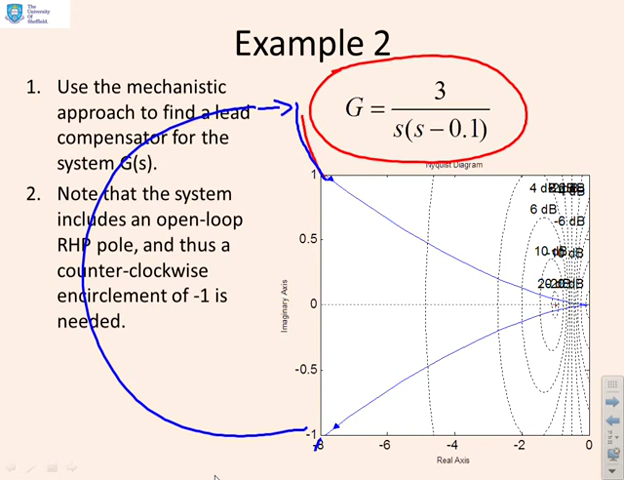 The
University
Of
Sheffield.
Example 2
1. Use the mechanistic
approach to find a lead
compensator for the
system G(s).
2. Note that the system
includes an open-loop
RHP pole, and thus a
counter-clockwise
encirclement of -1 is
needed.
G = 3 / s(s − 0.1)
Nyquist Diagram
1
0.5
0
-0.5
-1
Imaginary Axis
4 dB
6 dB
-6 dB
10 dB
20 dB
-8 -6 -4 -2 0
Real Axis